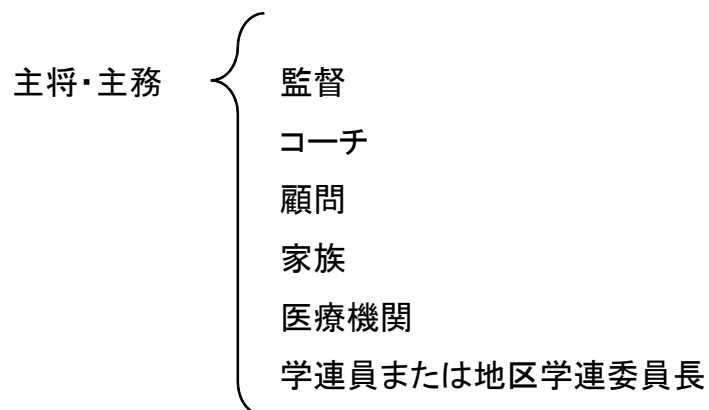 主将・主務
監督
コーチ
顧問
家族
医療機関
学連員または地区学連委員長